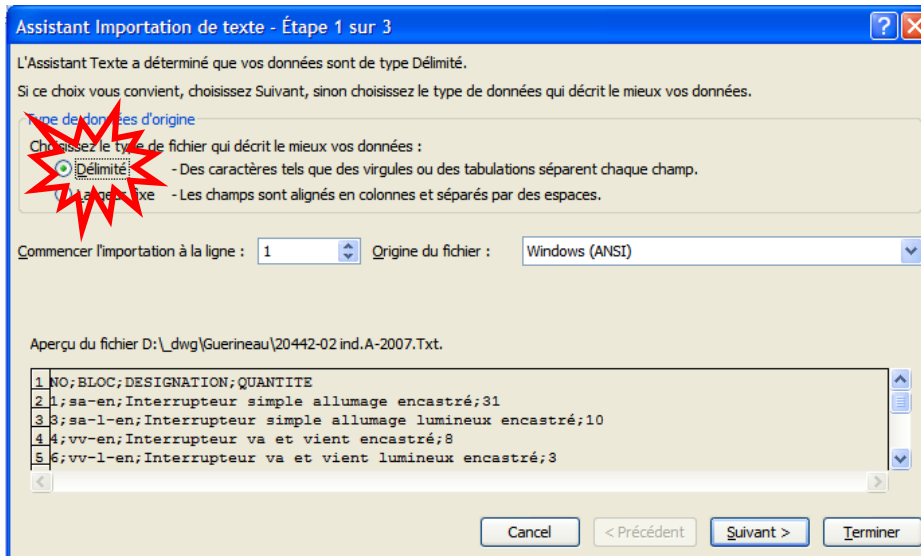 Assistant Importation de texte - Étape 1 sur 3
L'Assistant Texte a déterminé que vos données sont de type Délimité.
Si ce choix vous convient, choisissez Suivant, sinon choisissez le type de données qui décrit le mieux vos données.
Type de données d'origine
Choisissez le type de fichier qui décrit le mieux vos données :
Délimité - Des caractères tels que des virgules ou des tabulations séparent chaque champ.
Largeur fixe - Les champs sont alignés en colonnes et séparés par des espaces.
Commencer l'importation à la ligne : 1 Origine du fichier : Windows (ANSI)
Aperçu du fichier D:\_dwg\Guerineau\20442-02 ind.A-2007.Txt.
1 NO;BLOC;DESIGNATION;QUANTITE
2 1;sa-en;Interrupteur simple allumage encastré;31
3 3;sa-l-en;Interrupteur simple allumage lumineux encastré;10
4 4;vv-en;Interrupteur va et vient encastré;8
5 6;vv-l-en;Interrupteur va et vient lumineux encastré;3
Cancel < Précédent Suivant > Terminer